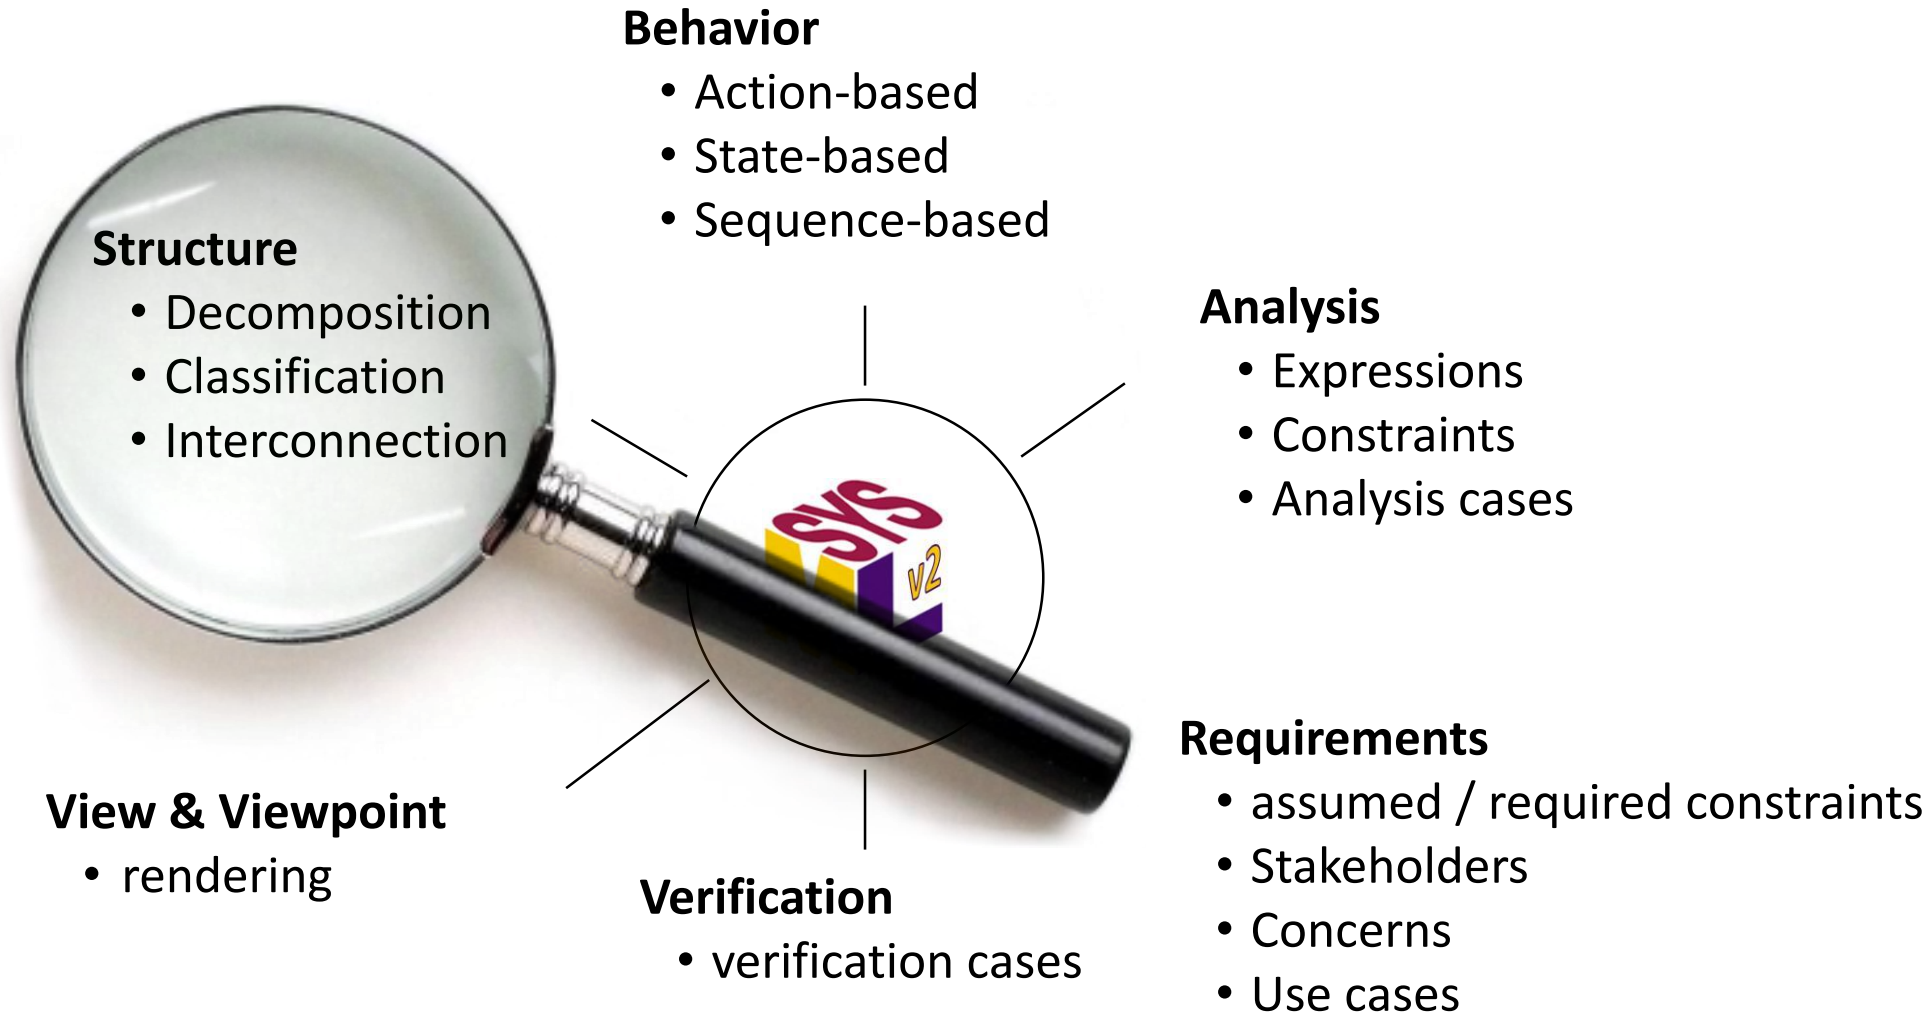 Behavior
• Action-based
• State-based
• Sequence-based
Structure
• Decomposition
• Classification
• Interconnection
Analysis
• Expressions
• Constraints
• Analysis cases
SYS
L v2
Requirements
• assumed / required constraints
• Stakeholders
• Concerns
• Use cases
View & Viewpoint
• rendering
Verification
• verification cases